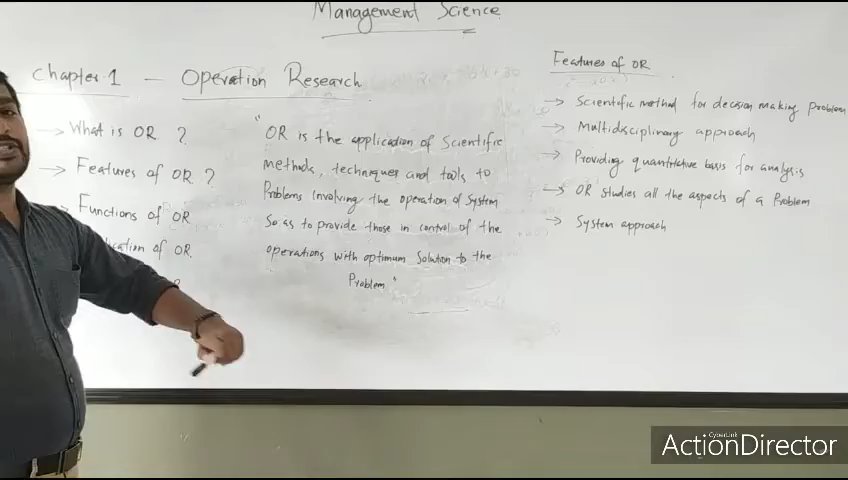 Management Science
Chapter.1 — Operation Research
→ What is OR ?
→ Features of OR ?
→ Functions of OR
of OR
?
"OR is the application of Scientific
methods, techniques and tools to
Problems involving the operation of System
So as to provide those in control of the
operations with optimum Solution to the
Problem"
Features of OR
→ Scientific method for decision making Problem
→ Multidisciplinary approach
→ Providing quantitative basis for analysis
→ OR studies all the aspects of a Problem
→ System approach
CyberLink
ActionDirector